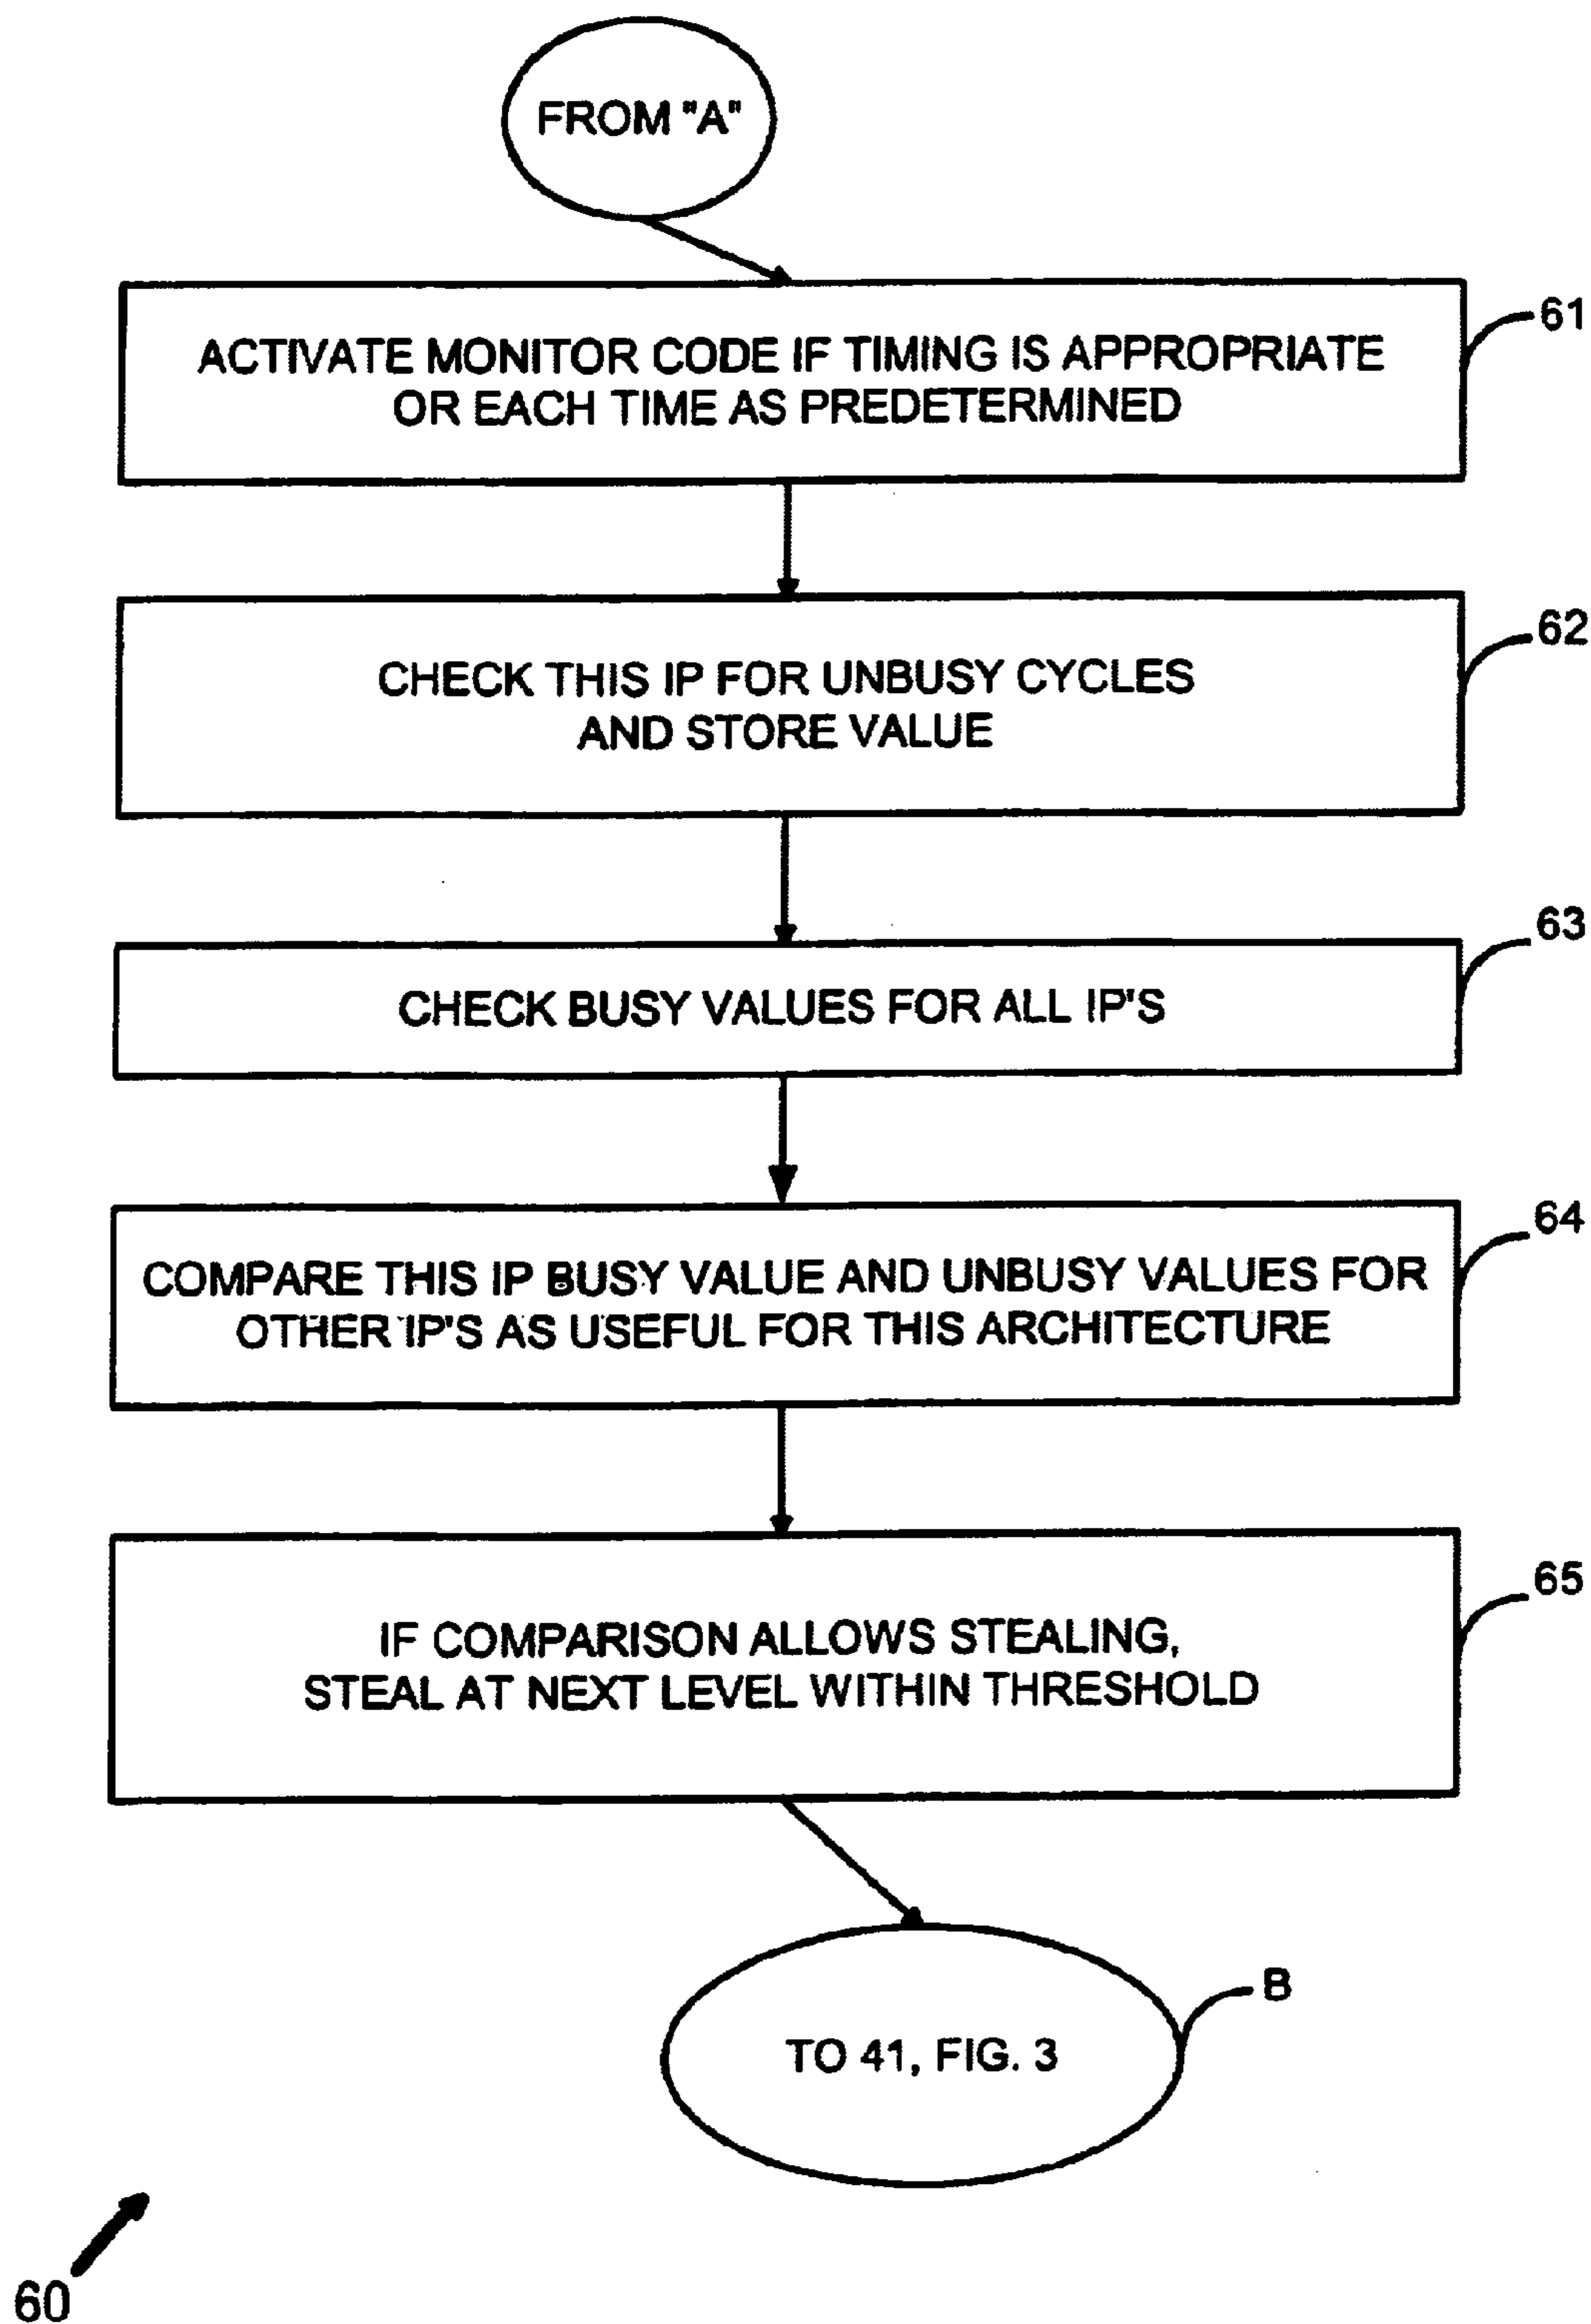 FROM "A"
ACTIVATE MONITOR CODE IF TIMING IS APPROPRIATE
OR EACH TIME AS PREDETERMINED
61
CHECK THIS IP FOR UNBUSY CYCLES
AND STORE VALUE
62
CHECK BUSY VALUES FOR ALL IP'S
63
COMPARE THIS IP BUSY VALUE AND UNBUSY VALUES FOR
OTHER IP'S AS USEFUL FOR THIS ARCHITECTURE
64
IF COMPARISON ALLOWS STEALING,
STEAL AT NEXT LEVEL WITHIN THRESHOLD
65
TO 41, FIG. 3
B
60